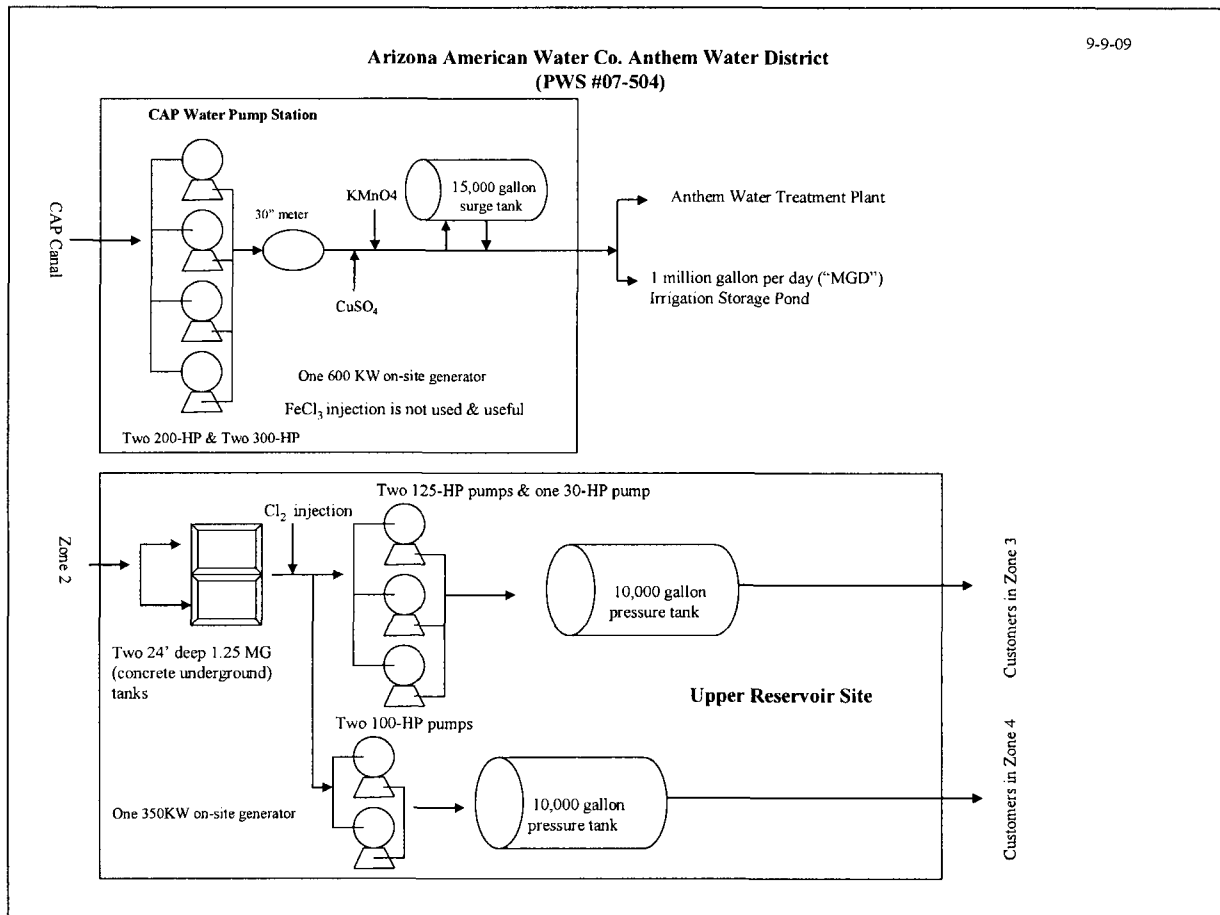 9-9-09
Arizona American Water Co. Anthem Water District
(PWS #07-504)
CAP Water Pump Station
CAP Canal
30” meter
KMnO4
CuSO₄
15,000 gallon
surge tank
Anthem Water Treatment Plant
1 million gallon per day (“MGD”)
Irrigation Storage Pond
One 600 KW on-site generator
FeCl₃ injection is not used & useful
Two 200-HP & Two 300-HP
Zone 2
Cl₂ injection
Two 125-HP pumps & one 30-HP pump
10,000 gallon
pressure tank
Customers in Zone 3
Two 24’ deep 1.25 MG
(concrete underground)
tanks
Upper Reservoir Site
Two 100-HP pumps
One 350KW on-site generator
10,000 gallon
pressure tank
Customers in Zone 4